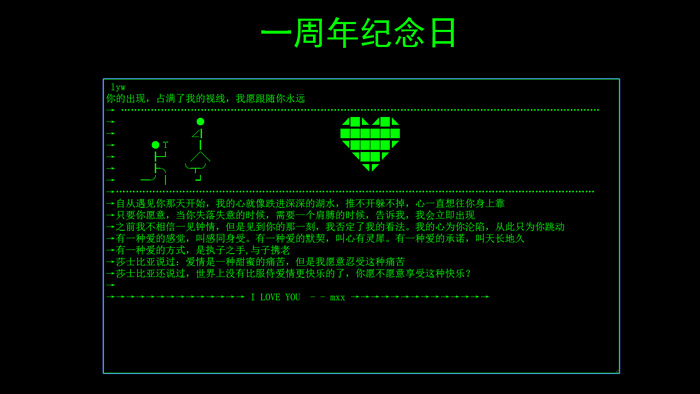 一周年纪念日
lyw
你的出现，占满了我的视线，我愿跟随你永远
→自从遇见你那天开始，我的心就像跌进深深的湖水，推不开躲不掉，心一直想往你身上靠
→只要你愿意，当你失落失意的时候，需要一个肩膊的时候，告诉我，我会立即出现
→之前我不相信一见钟情，但是见到你的那一刻，我否定了我的看法。我的心为你沦陷，从此只为你跳动
→有一种爱的感觉，叫感同身受。有一种爱的默契，叫心有灵犀。有一种爱的承诺，叫天长地久
→有一种爱的方式，是执子之手,与子携老
→莎士比亚说过：爱情是一种甜蜜的痛苦，但是我愿意忍受这种痛苦
→莎士比亚还说过，世界上没有比服侍爱情更快乐的了，你愿不愿意享受这种快乐？
I LOVE YOU - - mxx